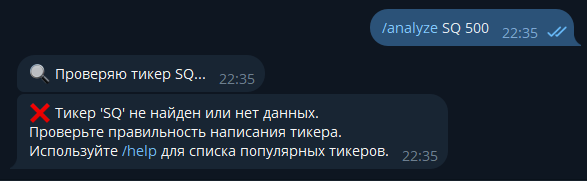 /analyze SQ 500 22:35
🔍 Проверяю тикер SQ... 22:35
❌ Тикер 'SQ' не найден или нет данных.
Проверьте правильность написания тикера.
Используйте /help для списка популярных тикеров. 22:35